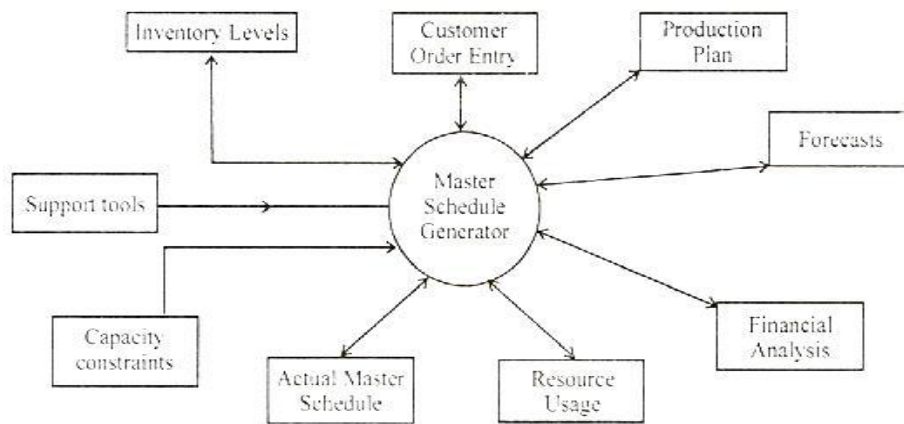 Inventory Levels
Customer
Order Entry
Production
Plan
Forecasts
Master
Schedule
Generator
Support tools
Capacity
constraints
Actual Master
Schedule
Resource
Usage
Financial
Analysis